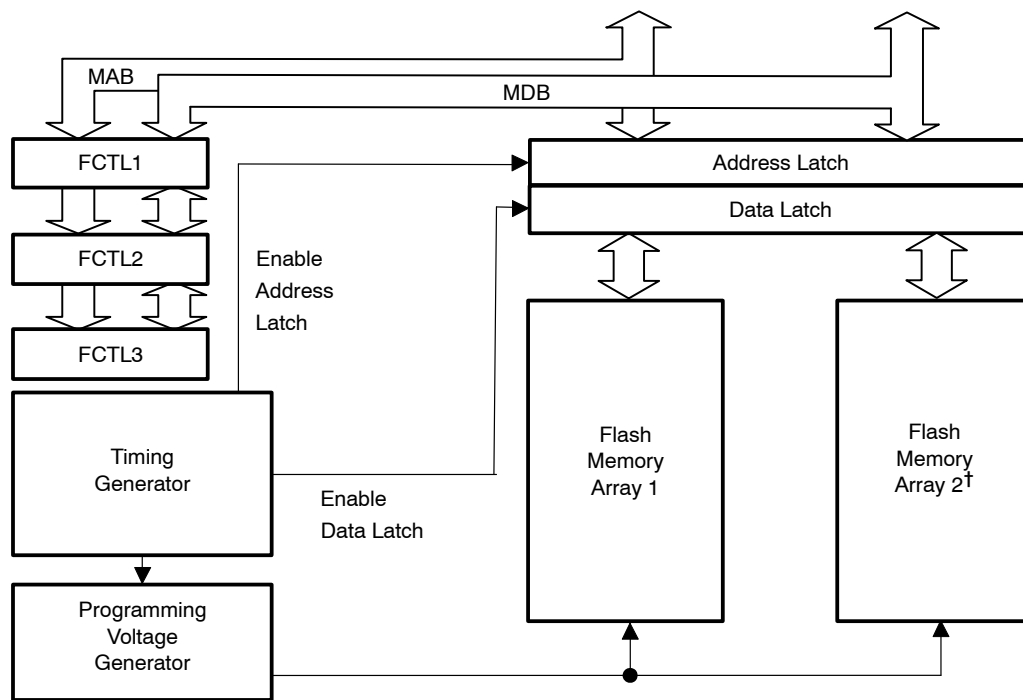 MAB
MDB
FCTL1
Address Latch
Data Latch
FCTL2
Enable
Address
Latch
FCTL3
Timing
Generator
Flash
Memory
Array 1
Flash
Memory
Array 2†
Enable
Data Latch
Programming
Voltage
Generator